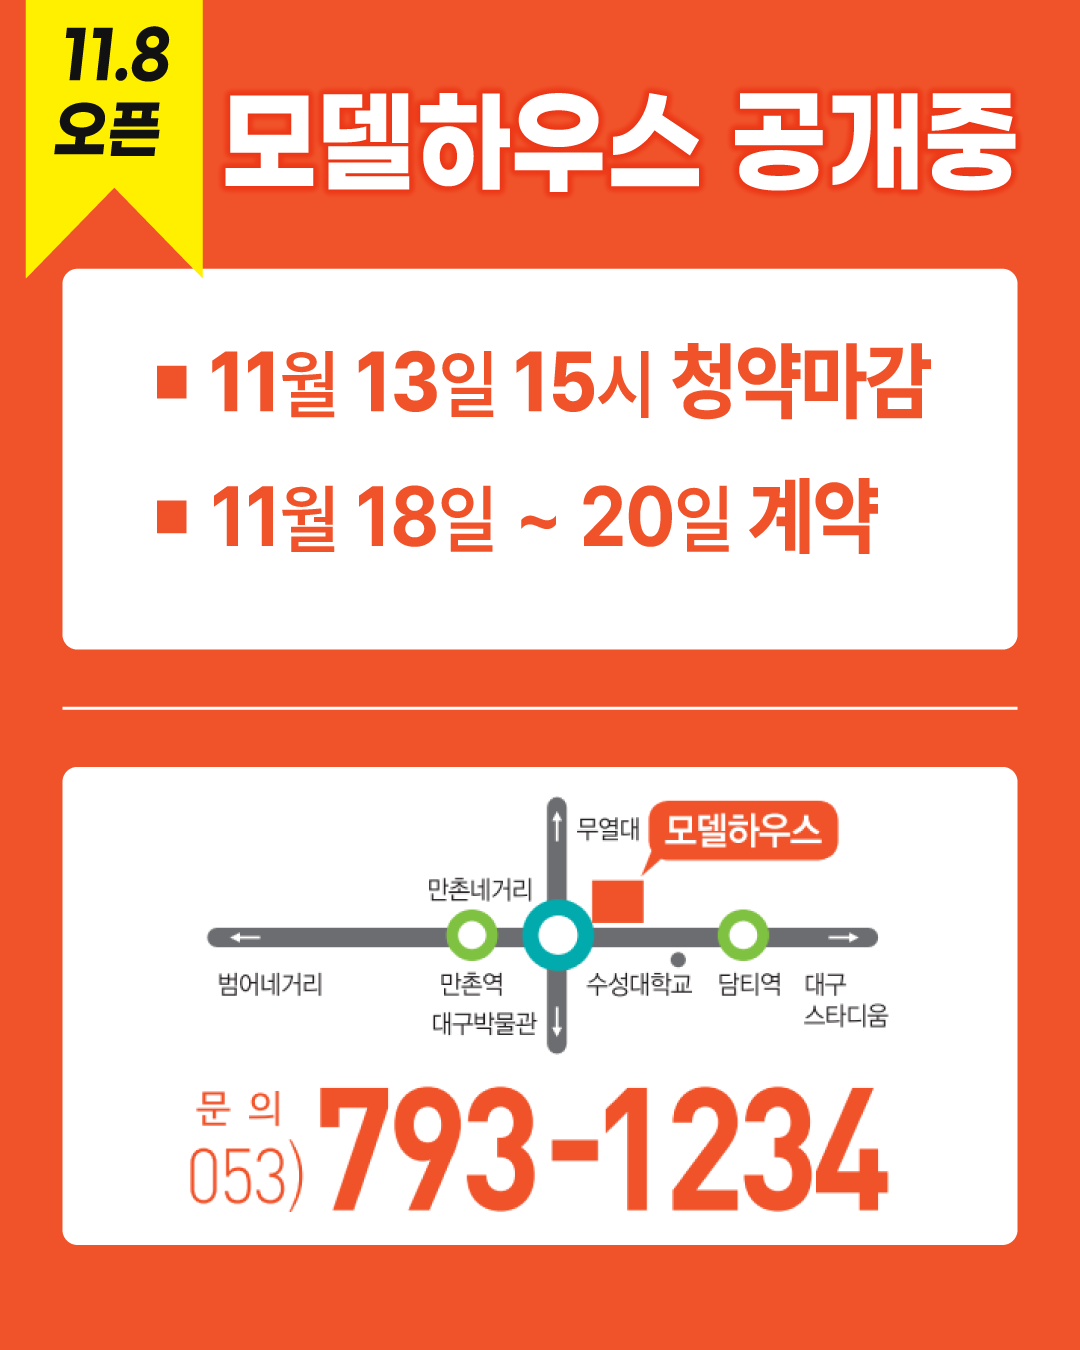 11.8
오픈
모델하우스 공개중
■ 11월 13일 15시 청약마감
■ 11월 18일 ~ 20일 계약
무열대
모델하우스
만촌네거리
범어네거리
만촌역
수성대학교
담티역
대구
스타디움
대구박물관
문 의
053) 793-1234